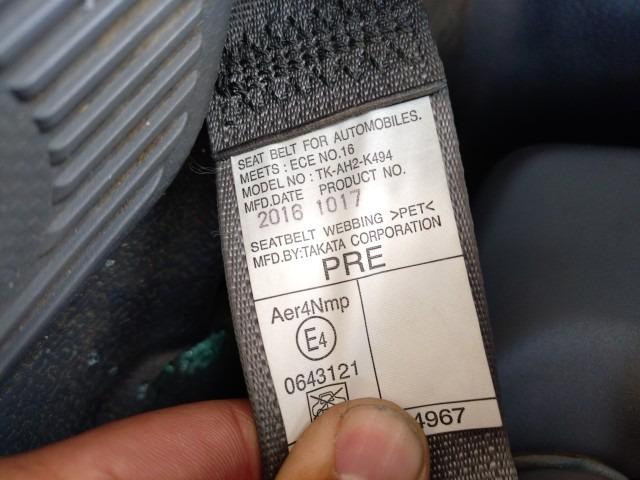 SEAT BELT FOR AUTOMOBILES.
MEETS : ECE NO.16
MODEL NO : TK-AH2-K494
MFD.DATE PRODUCT NO.
2016 1017
SEATBELT WEBBING >PET<
MFD.BY:TAKATA CORPORATION
PRE
Aer4Nmp
E4
0643121
4967